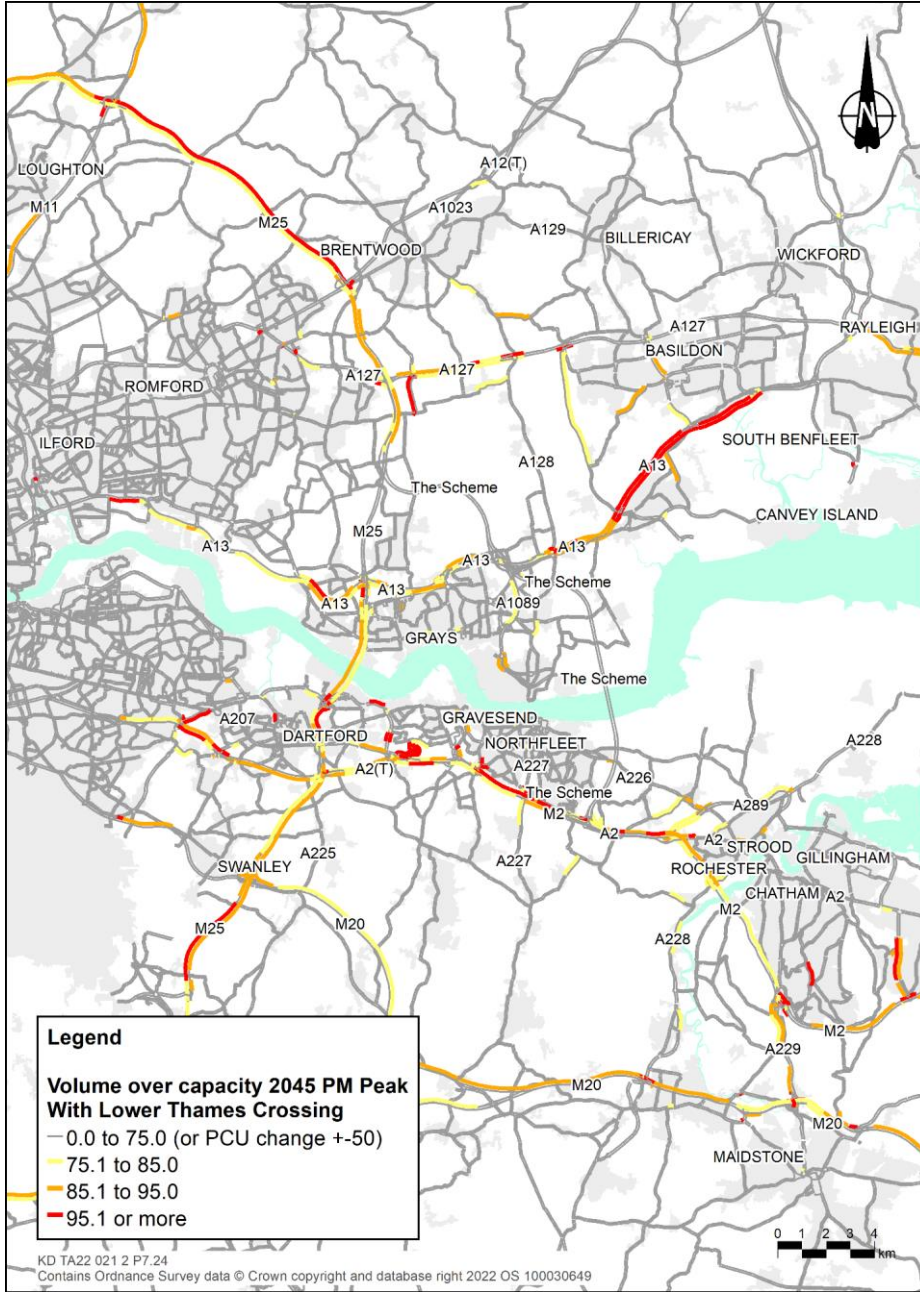 N
A12(T)
LOUGHTON
M11
A1023
M25
A129
BILLERICAY
BRENTWOOD
WICKFORD
A127
RAYLEIGH
BASILDON
A127
A127
ROMFORD
ILFORD
SOUTH BENFLEET
A128
A13
The Scheme
CANVEY ISLAND
M25
A13
A13
A13
A13
The Scheme
A13
A1089
GRAYS
The Scheme
A207
GRAVESEND
DARTFORD
NORTHFLEET
A228
A2(T)
A227
A226
The Scheme
A289
M2
A2
A2
STROOD
A225
GILLINGHAM
SWANLEY
A227
ROCHESTER
CHATHAM
A2
M2
M25
M20
A228
M2
A229
M20
M20
MAIDSTONE
Legend
Volume over capacity 2045 PM Peak
With Lower Thames Crossing
0.0 to 75.0 (or PCU change +-50)
75.1 to 85.0
85.1 to 95.0
95.1 or more
0 1 2 3 4
km
KD TA22 021 2 P7.24
Contains Ordnance Survey data © Crown copyright and database right 2022 OS 100030649